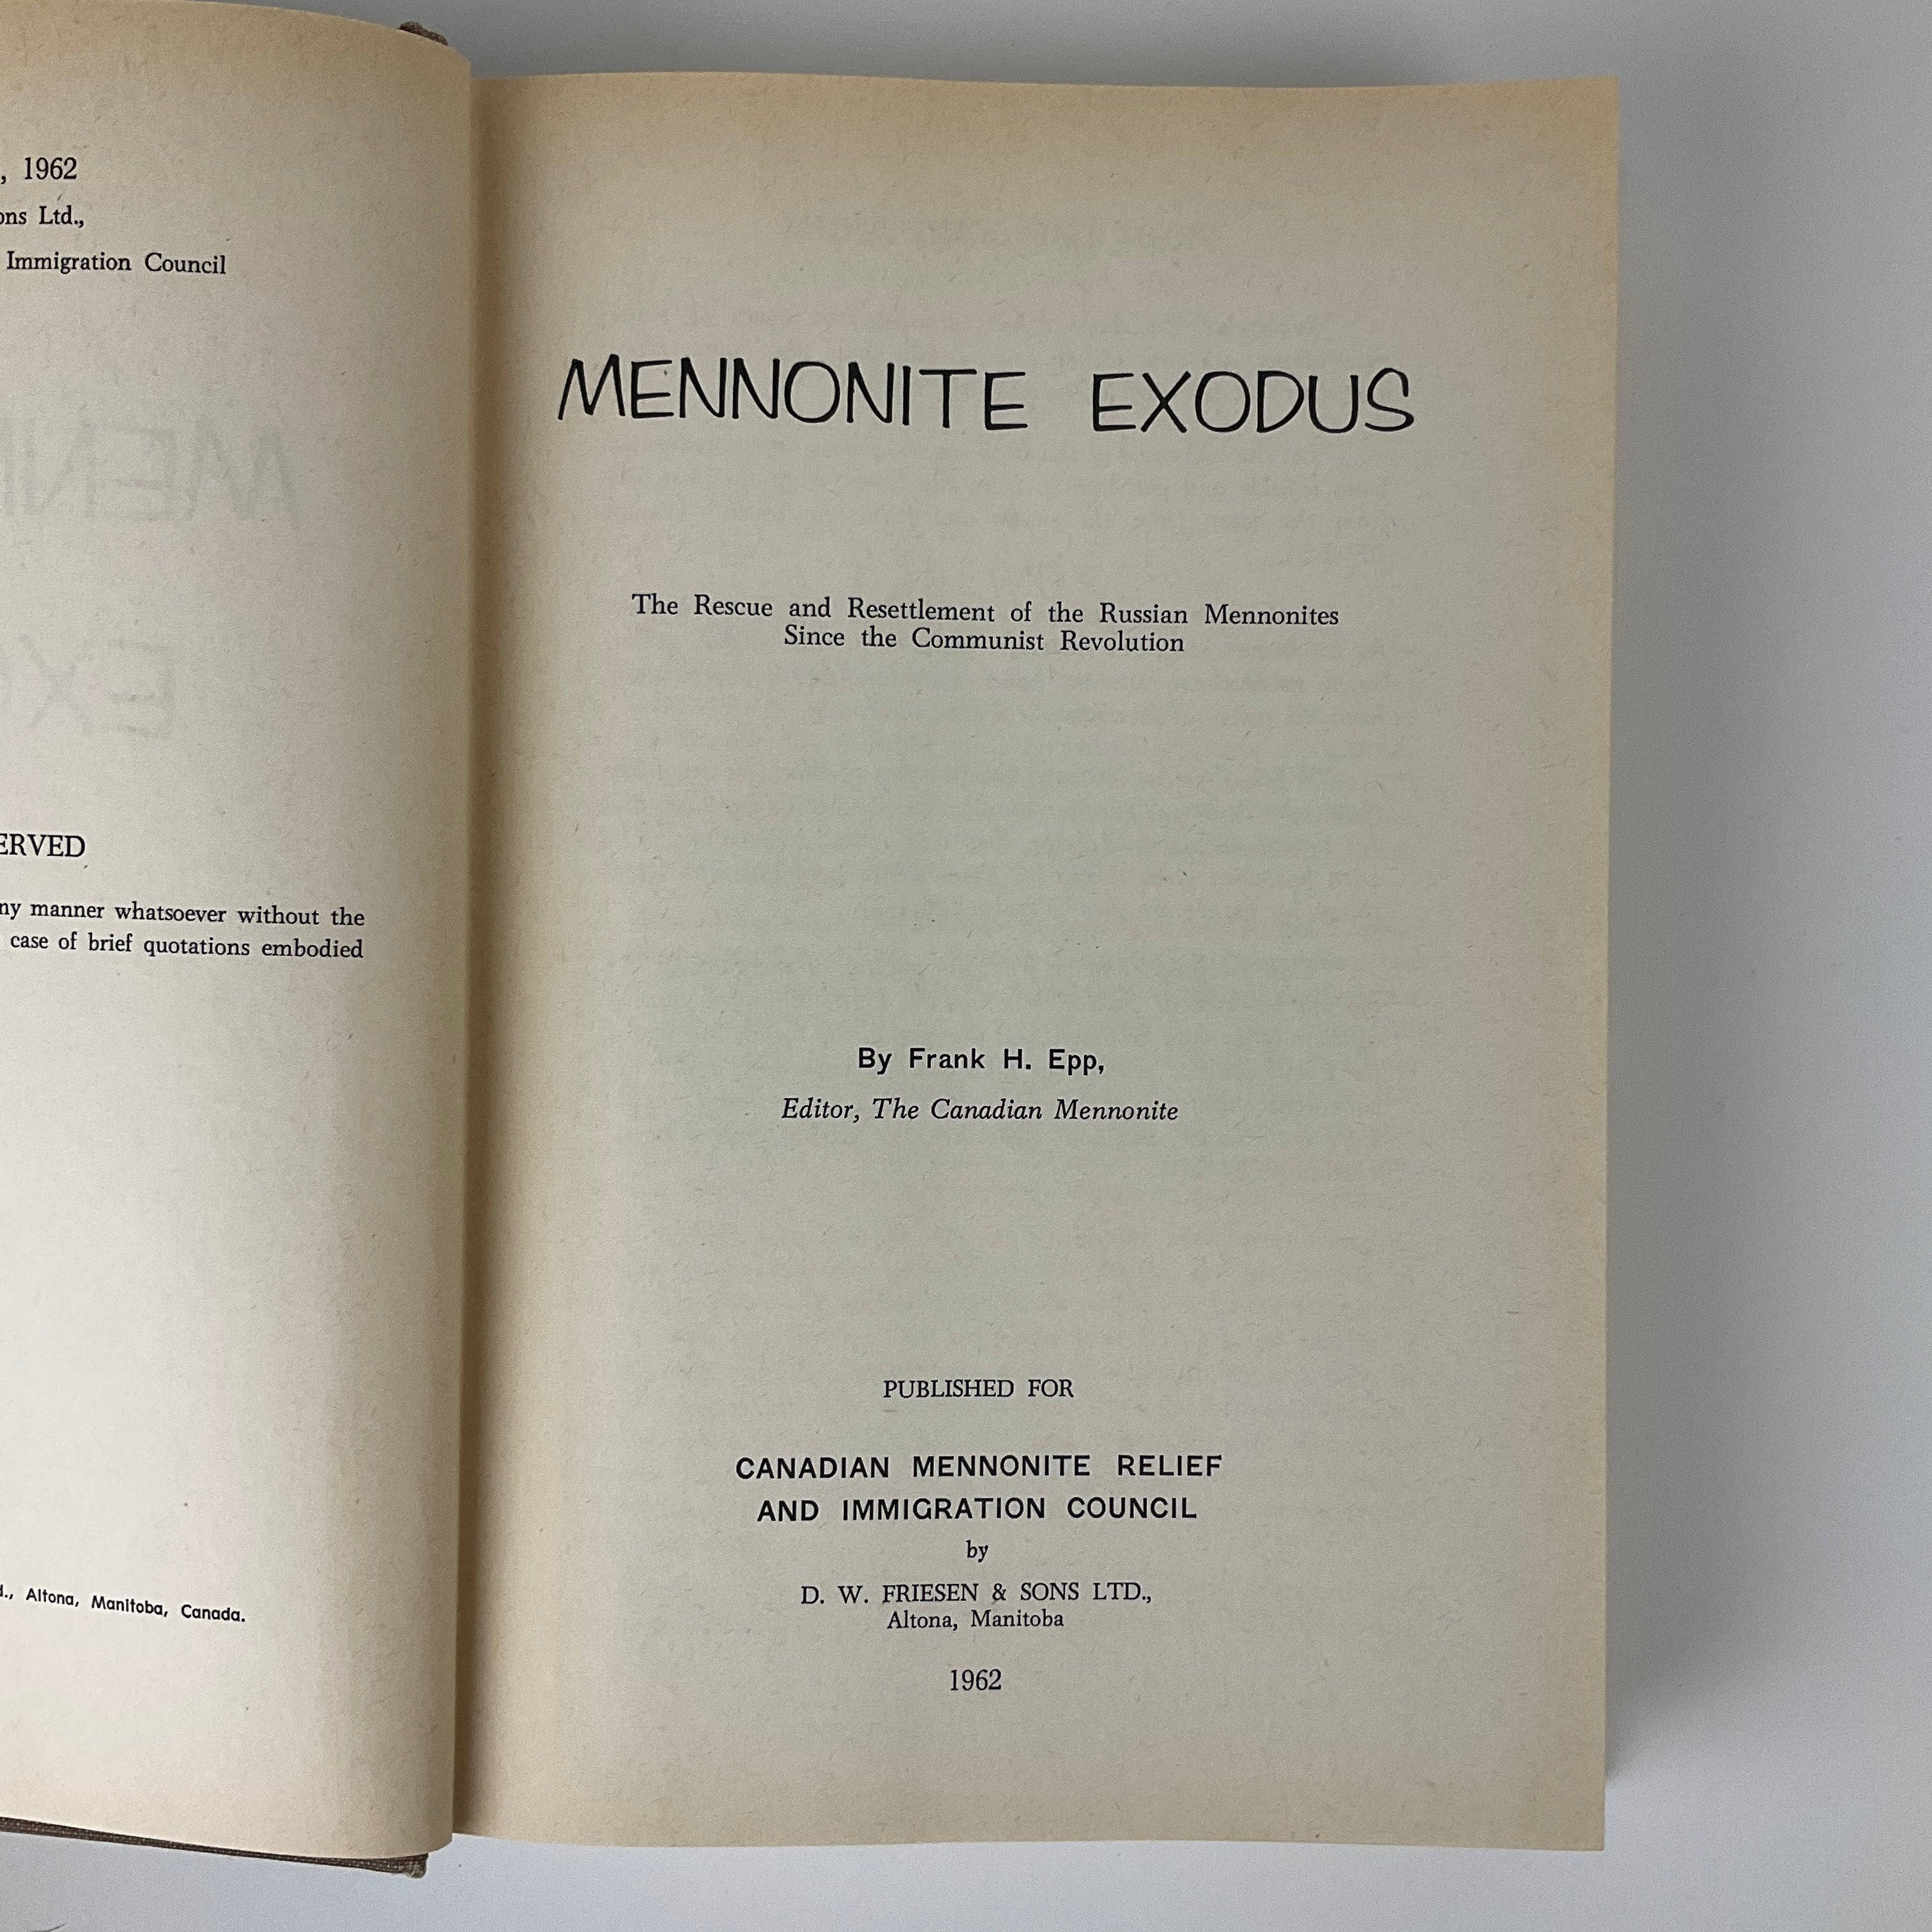 , 1962
ons Ltd.,
Immigration Council
ERVED
ny manner whatsoever without the
case of brief quotations embodied
d., Altona, Manitoba, Canada.
MENNONITE EXODUS
The Rescue and Resettlement of the Russian Mennonites
Since the Communist Revolution
By Frank H. Epp,
Editor, The Canadian Mennonite
PUBLISHED FOR
CANADIAN MENNONITE RELIEF
AND IMMIGRATION COUNCIL
by
D. W. FRIESEN & SONS LTD.,
Altona, Manitoba
1962